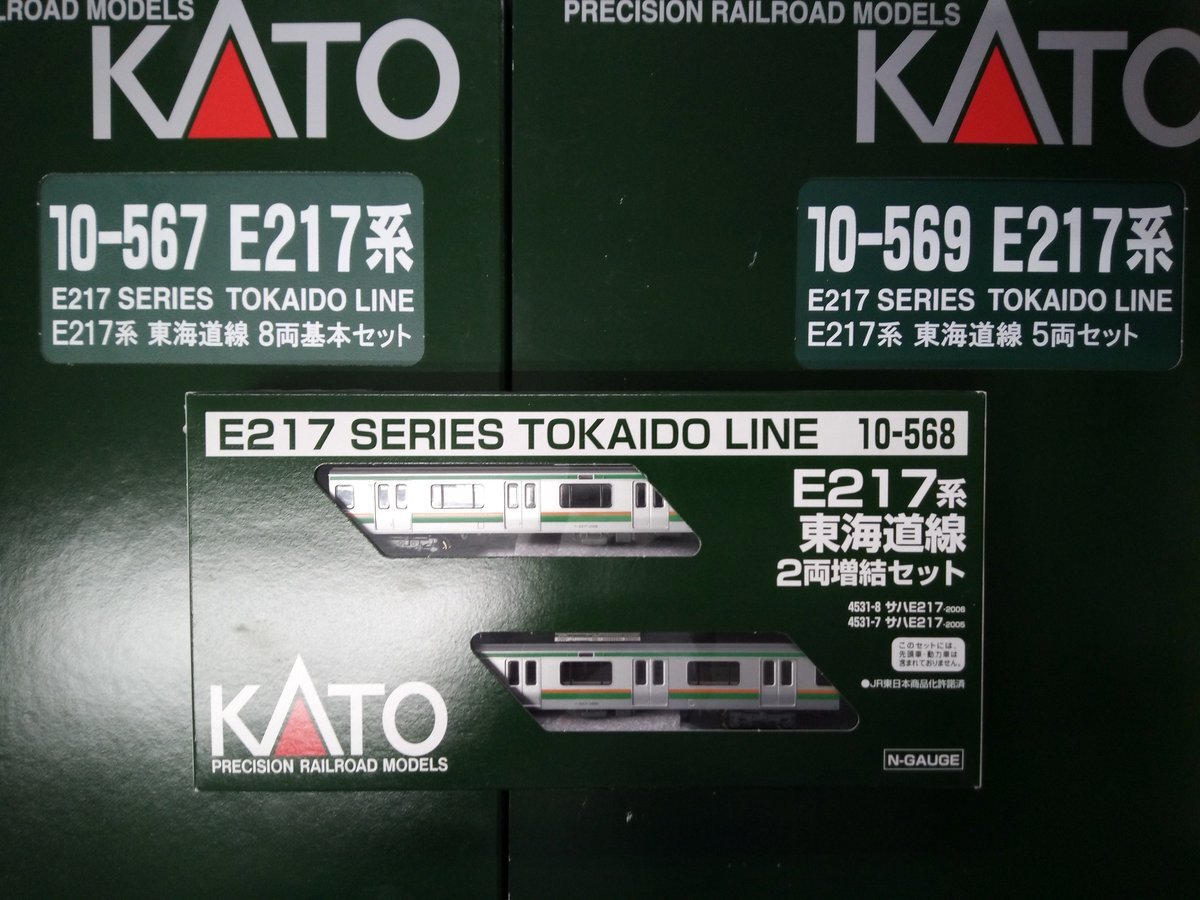 RAILROAD MODELS
KATO
10-567 E217系
E217 SERIES TOKAIDO LINE
E217系 東海道線 8両基本セット
PRECISION RAILROAD MODELS
KATO
10-569 E217系
E217 SERIES TOKAIDO LINE
E217系 東海道線 5両セット
E217 SERIES TOKAIDO LINE 10-568
E217系
東海道線
2両増結セット
4531-8 サハE217-2006
4531-7 サハE217-2005
このセットには、
先頭車・動力車は
含まれておりません。
●JR東日本商品化許諾済
KATO
PRECISION RAILROAD MODELS
N-GAUGE